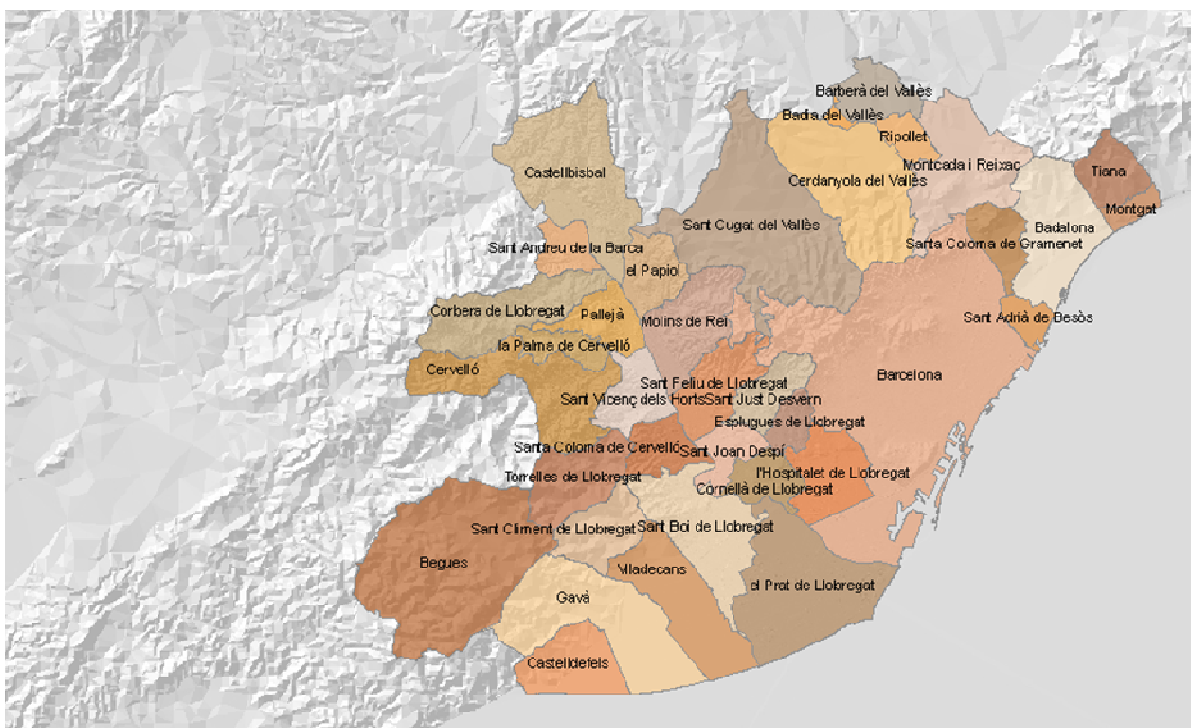 Barberà del Vallès
Badia del Vallès
Ripollet
Montcada i Reixac
Tiana
Castellbisbal
Cerdanyola del Vallès
Montgat
Sant Cugat del Vallès
Badalona
Sant Andreu de la Barca
Santa Coloma de Gramenet
el Papiol
Corbera de Llobregat
Pallejà
Molins de Rei
Sant Adrià de Besòs
la Palma de Cervelló
Cervelló
Barcelona
Sant Feliu de Llobregat
Sant Vicenç dels Horts
Sant Just Desvern
Esplugues de Llobregat
Santa Coloma de Cervelló
Sant Joan Despí
Torrelles de Llobregat
l'Hospitalet de Llobregat
Cornellà de Llobregat
Sant Climent de Llobregat
Sant Boi de Llobregat
Begues
Viladecans
el Prat de Llobregat
Gavà
Castelldefels